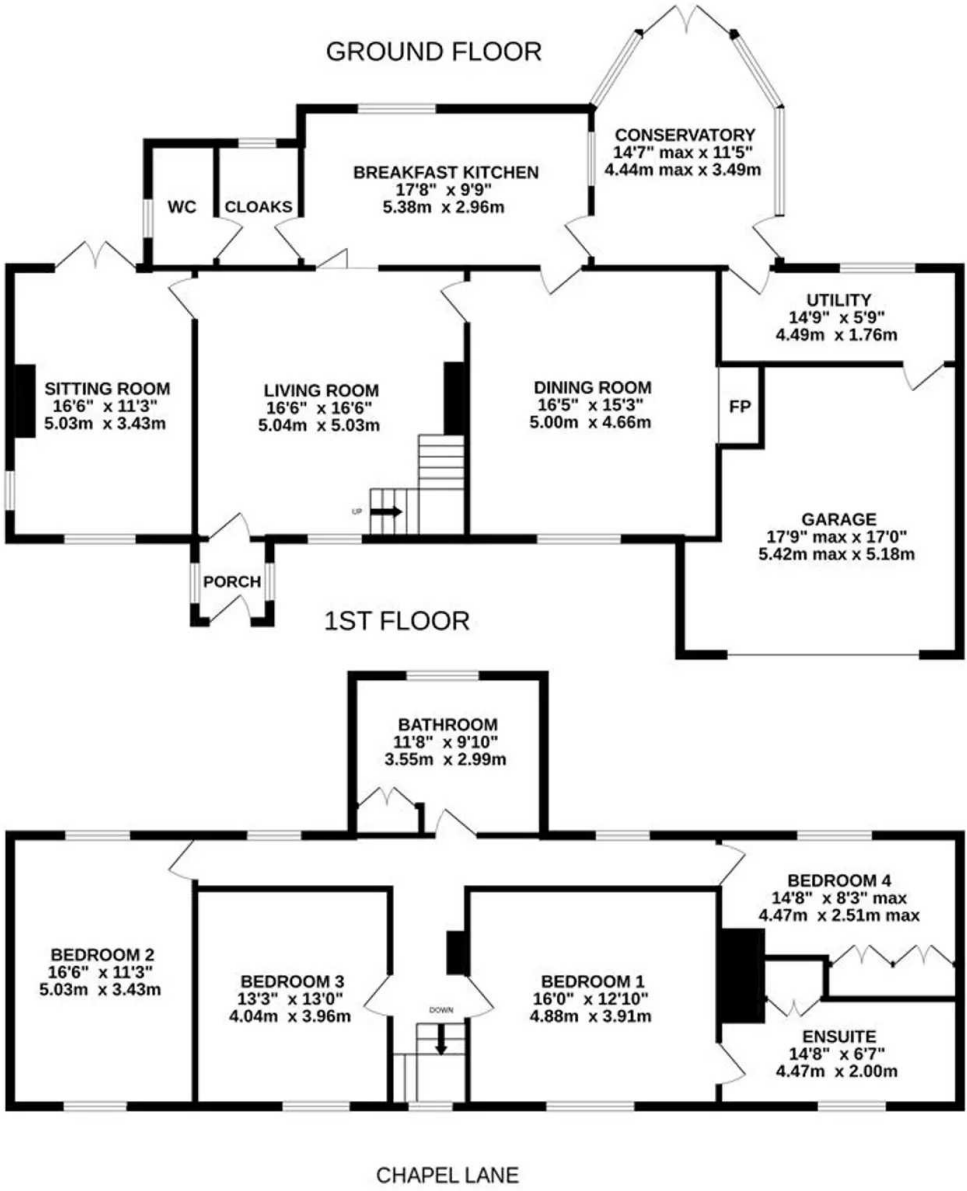 GROUND FLOOR
CONSERVATORY
14'7" max x 11'5"
4.44m max x 3.49m
BREAKFAST KITCHEN
17'8" x 9'9"
5.38m x 2.96m
WC
CLOAKS
UTILITY
14'9" x 5'9"
4.49m x 1.76m
SITTING ROOM
16'6" x 11'3"
5.03m x 3.43m
LIVING ROOM
16'6" x 16'6"
5.04m x 5.03m
DINING ROOM
16'5" x 15'3"
5.00m x 4.66m
FP
UP
GARAGE
17'9" max x 17'0"
5.42m max x 5.18m
PORCH
1ST FLOOR
BATHROOM
11'8" x 9'10"
3.55m x 2.99m
BEDROOM 4
14'8" x 8'3" max
4.47m x 2.51m max
BEDROOM 2
16'6" x 11'3"
5.03m x 3.43m
BEDROOM 3
13'3" x 13'0"
4.04m x 3.96m
BEDROOM 1
16'0" x 12'10"
4.88m x 3.91m
DOWN
ENSUITE
14'8" x 6'7"
4.47m x 2.00m
CHAPEL LANE